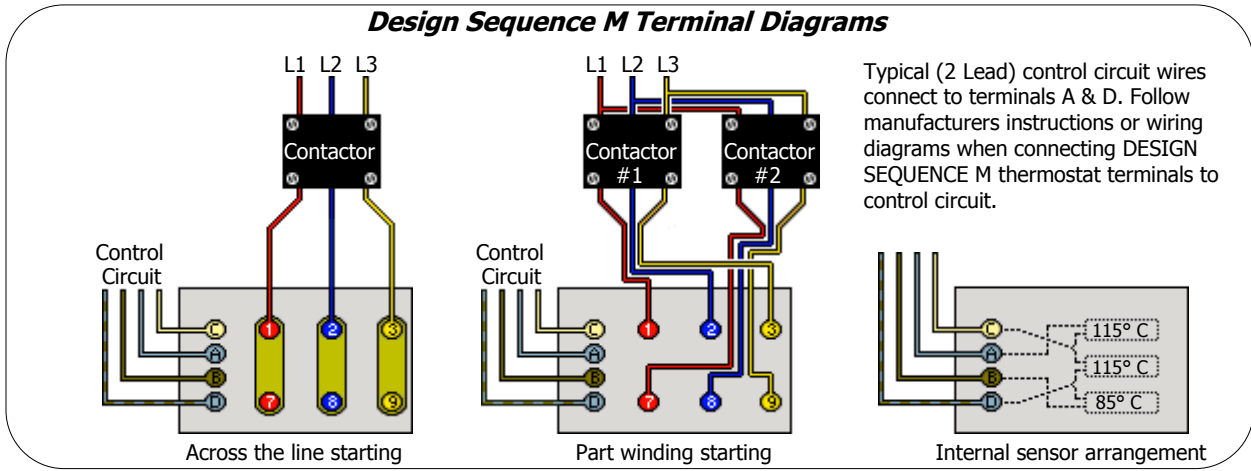 Design Sequence M Terminal Diagrams
L1 L2 L3
Contactor
Control
Circuit
C
A
B
D
1 2 3
7 8 9
Across the line starting
L1 L2 L3
Contactor
#1
Contactor
#2
Control
Circuit
C
A
B
D
1 2 3
7 8 9
Part winding starting
Typical (2 Lead) control circuit wires
connect to terminals A & D. Follow
manufacturers instructions or wiring
diagrams when connecting DESIGN
SEQUENCE M thermostat terminals to
control circuit.
C
A
B
D
115° C
115° C
85° C
Internal sensor arrangement